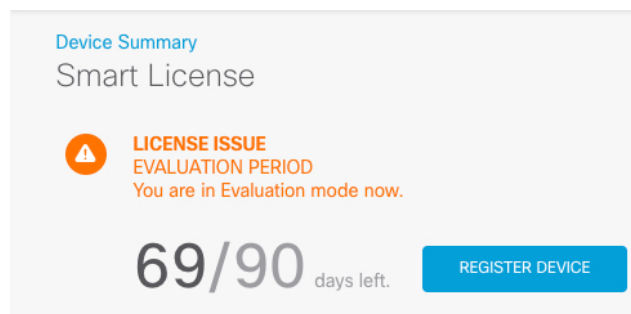 Device Summary
Smart License
LICENSE ISSUE
EVALUATION PERIOD
You are in Evaluation mode now.
69/90 days left.
REGISTER DEVICE